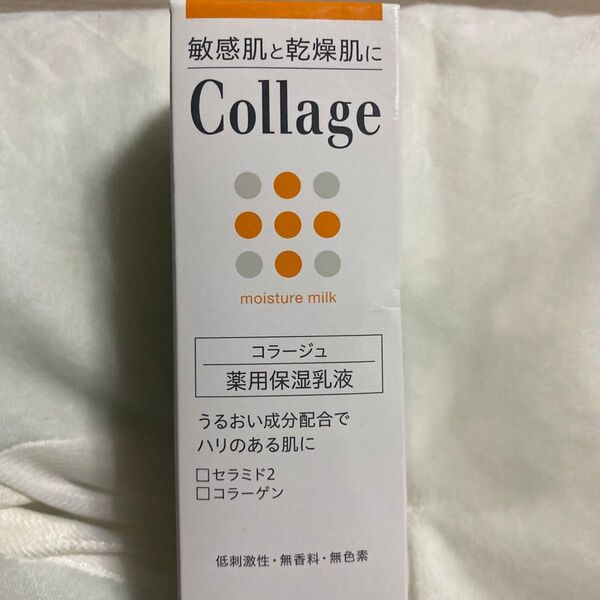 敏感肌と乾燥肌に
Collage
moisture milk
コラージュ
薬用保湿乳液
うるおい成分配合で
ハリのある肌に
□セラミド2
□コラーゲン
低刺激性・無香料・無色素